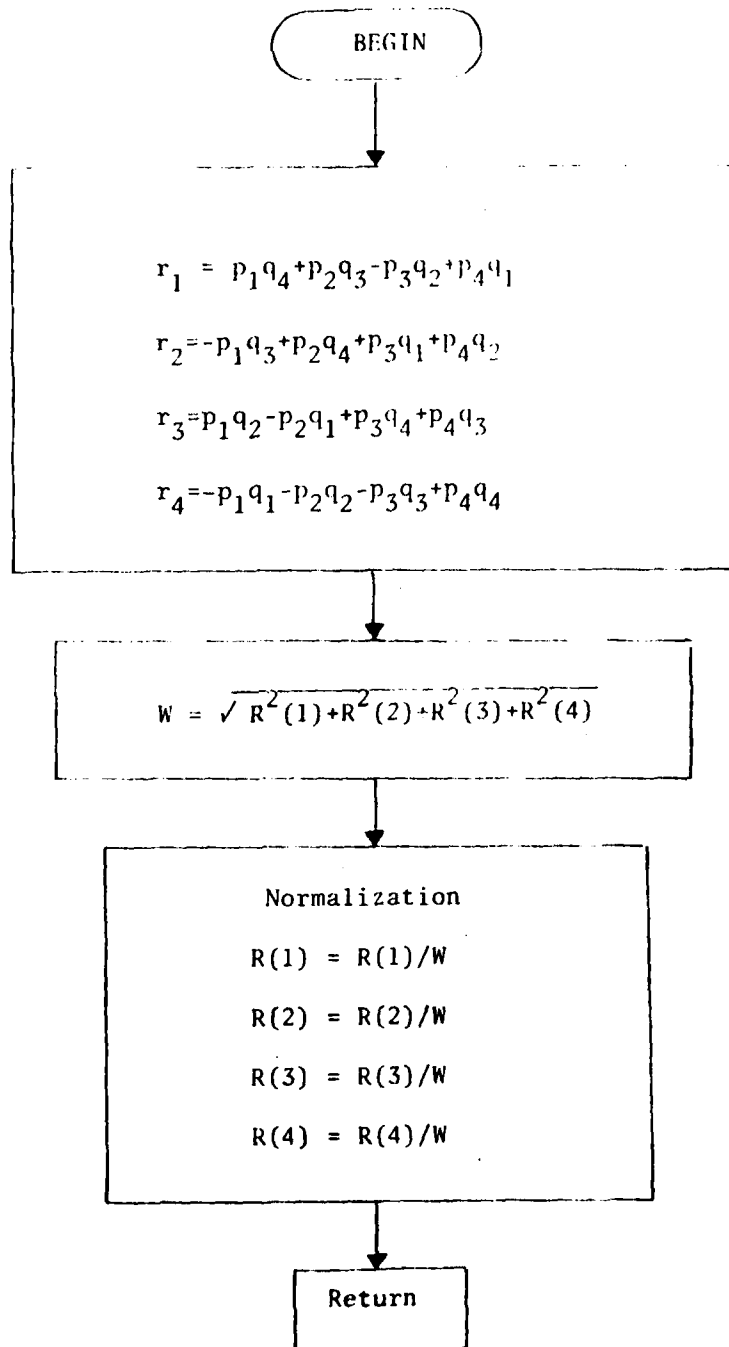 BEGIN
r₁ = p₁q₄+p₂q₃-p₃q₂+p₄q₁
r₂=-p₁q₃+p₂q₄+p₃q₁+p₄q₂
r₃=p₁q₂-p₂q₁+p₃q₄+p₄q₃
r₄=-p₁q₁-p₂q₂-p₃q₃+p₄q₄
W = √R²(1)+R²(2)+R²(3)+R²(4)
Normalization
R(1) = R(1)/W
R(2) = R(2)/W
R(3) = R(3)/W
R(4) = R(4)/W
Return